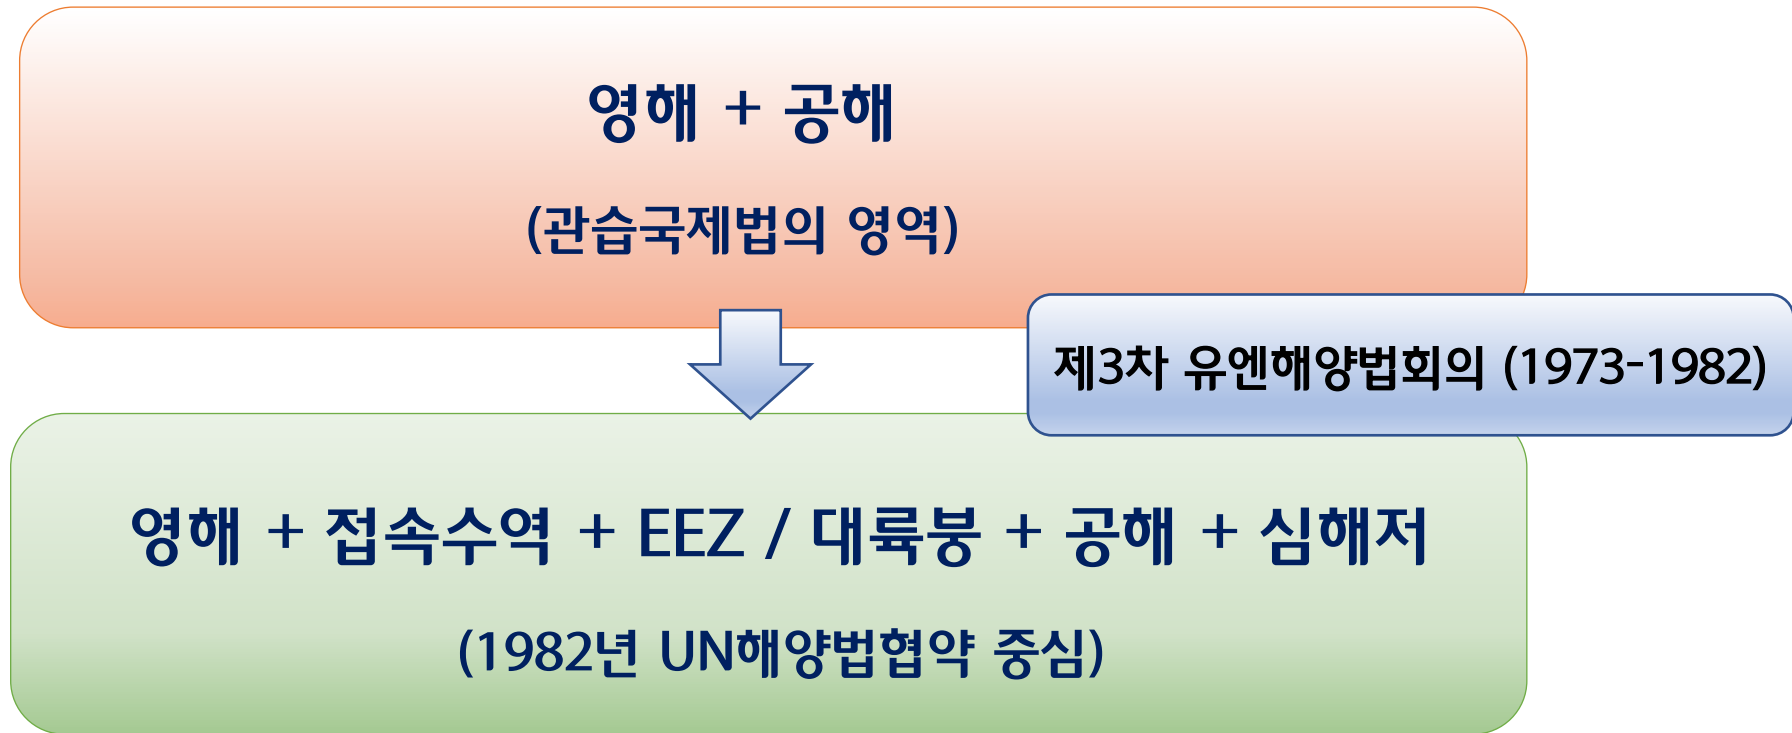 영해 + 공해
(관습국제법의 영역)
제3차 유엔해양법회의 (1973-1982)
영해 + 접속수역 + EEZ / 대륙붕 + 공해 + 심해저
(1982년 UN해양법협약 중심)